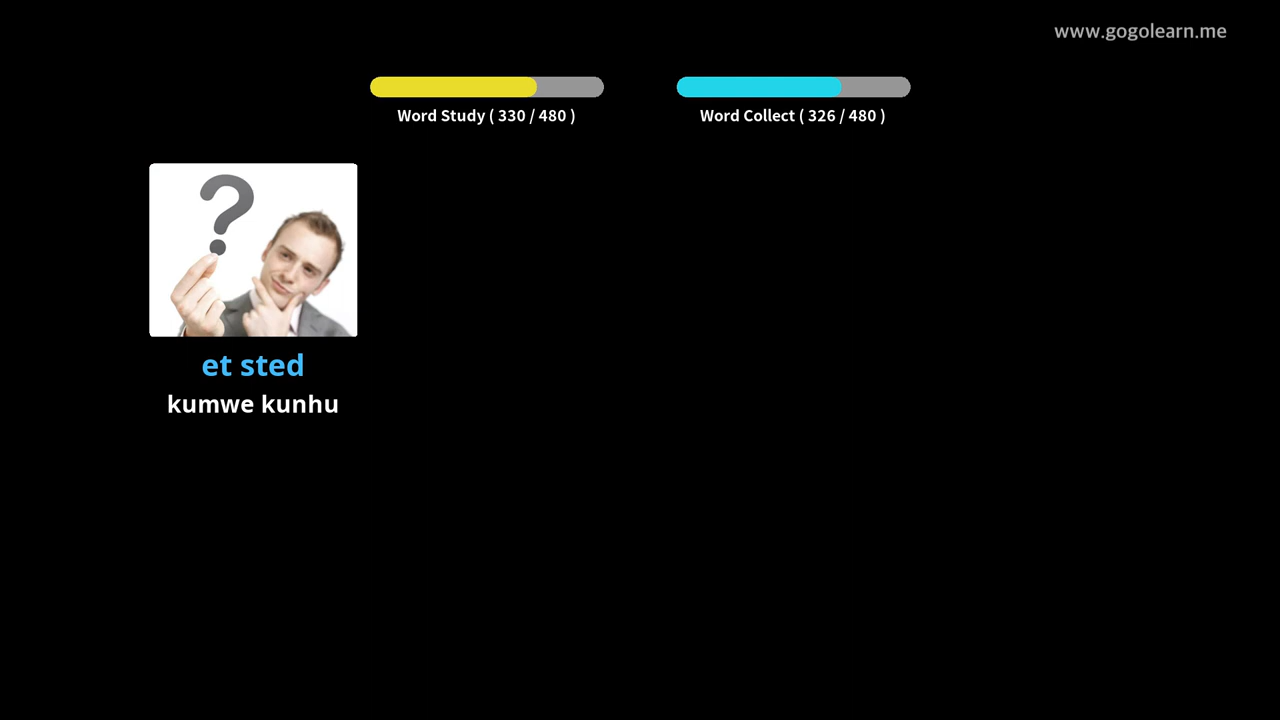 www.gogolearn.me
Word Study ( 330 / 480 )
Word Collect ( 326 / 480 )
?
et sted
kumwe kunhu